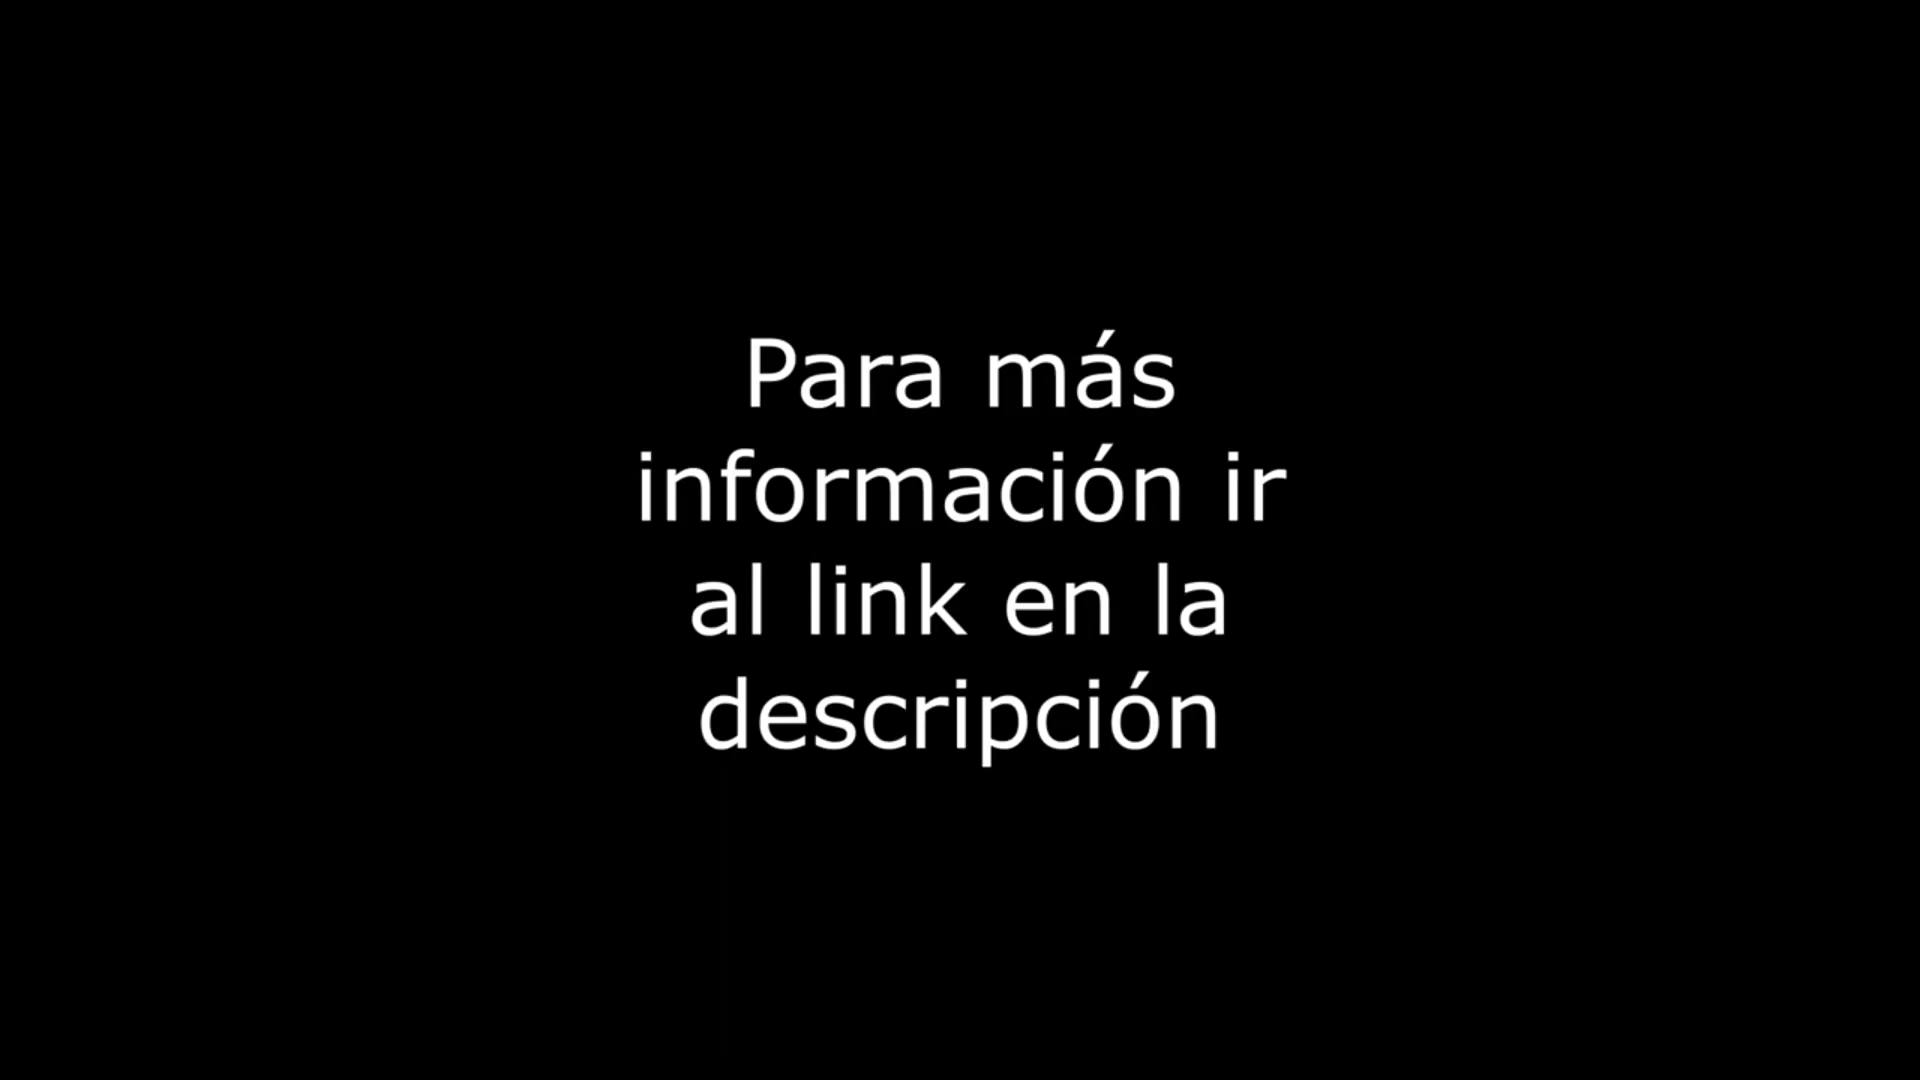 Para más
información ir
al link en la
descripción